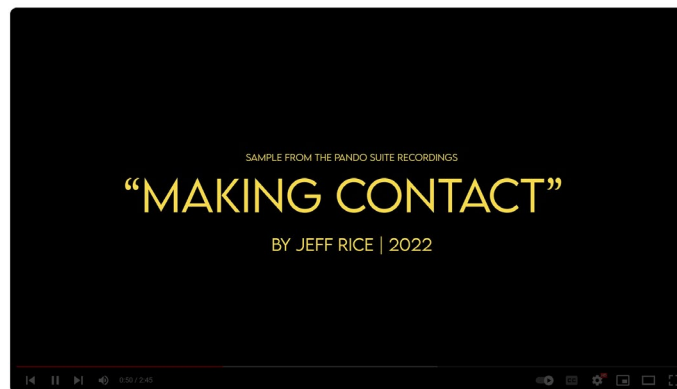 SAMPLE FROM THE PANDO SUITE RECORDINGS
“MAKING CONTACT”
BY JEFF RICE | 2022
0:50 / 2:45